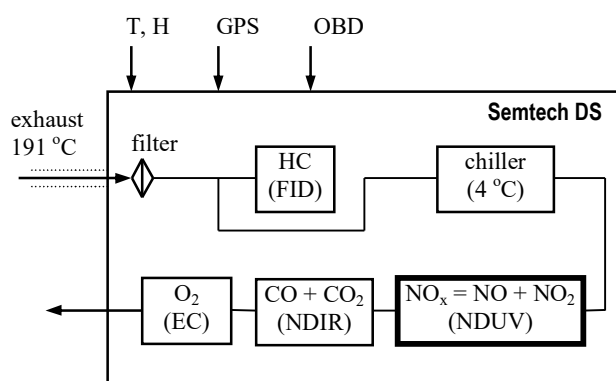 T, H
GPS
OBD
Semtech DS
exhaust
191 °C
filter
HC
(FID)
chiller
(4 °C)
O₂
(EC)
CO + CO₂
(NDIR)
NOₓ = NO + NO₂
(NDUV)